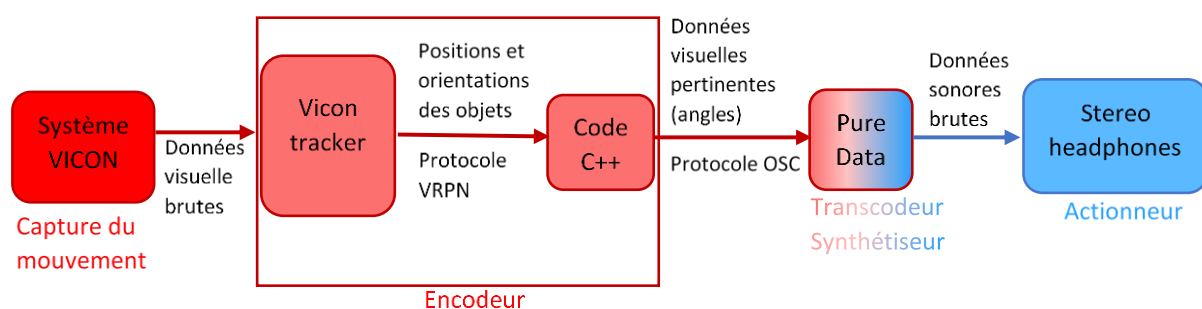 Système
VICON
Capture du
mouvement
Données
visuelle
brutes
Vicon
tracker
Positions et
orientations
des objets
Protocole
VRPN
Code
C++
Encodeur
Données
visuelles
pertinentes
(angles)
Protocole OSC
Pure
Data
Transcodeur
Synthétiseur
Données
sonores
brutes
Stereo
headphones
Actionneur